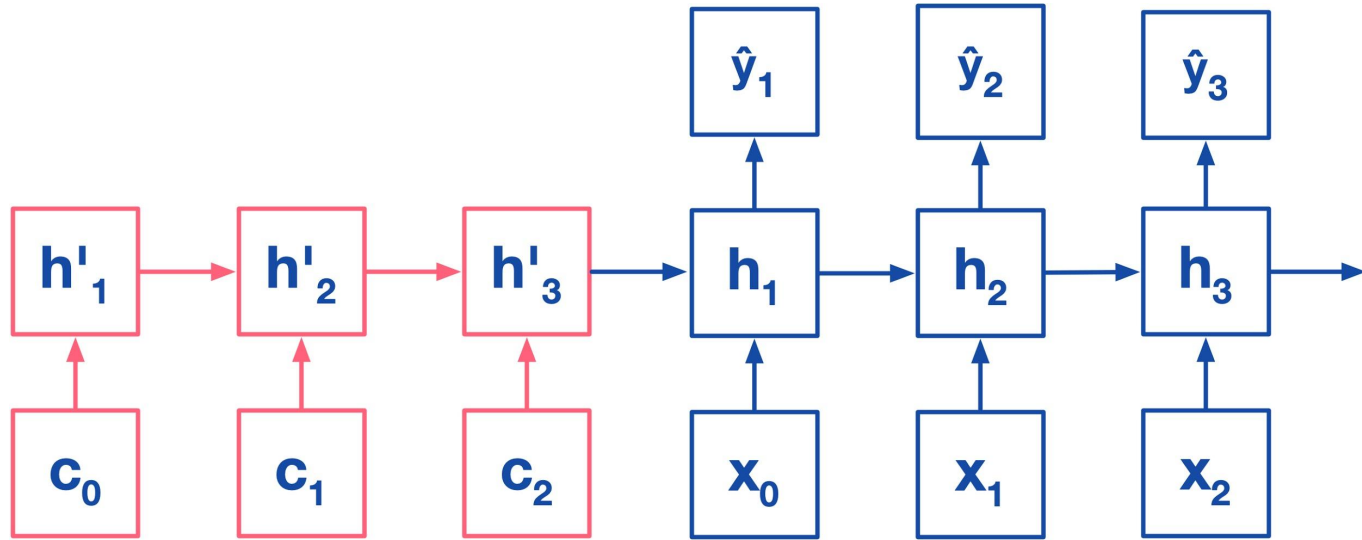 ŷ₁ ŷ₂ ŷ₃
h'₁ h'₂ h'₃ h₁ h₂ h₃
c₀ c₁ c₂ x₀ x₁ x₂